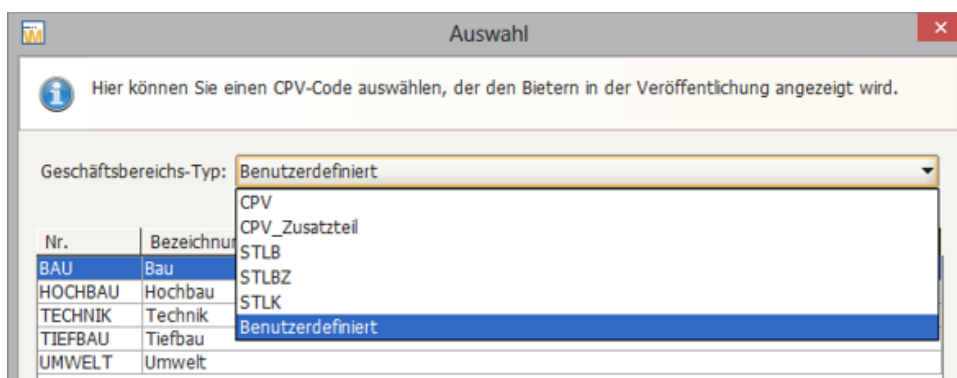 Auswahl
Hier können Sie einen CPV-Code auswählen, der den Bietern in der Veröffentlichung angezeigt wird.
Geschäftsbereichs-Typ: Benutzerdefiniert
CPV
CPV_Zusatzteil
STLB
STLBZ
STLK
Benutzerdefiniert
Nr. Bezeichnu
BAU Bau
HOCHBAU Hochbau
TECHNIK Technik
TIEFBAU Tiefbau
UMWELT Umwelt